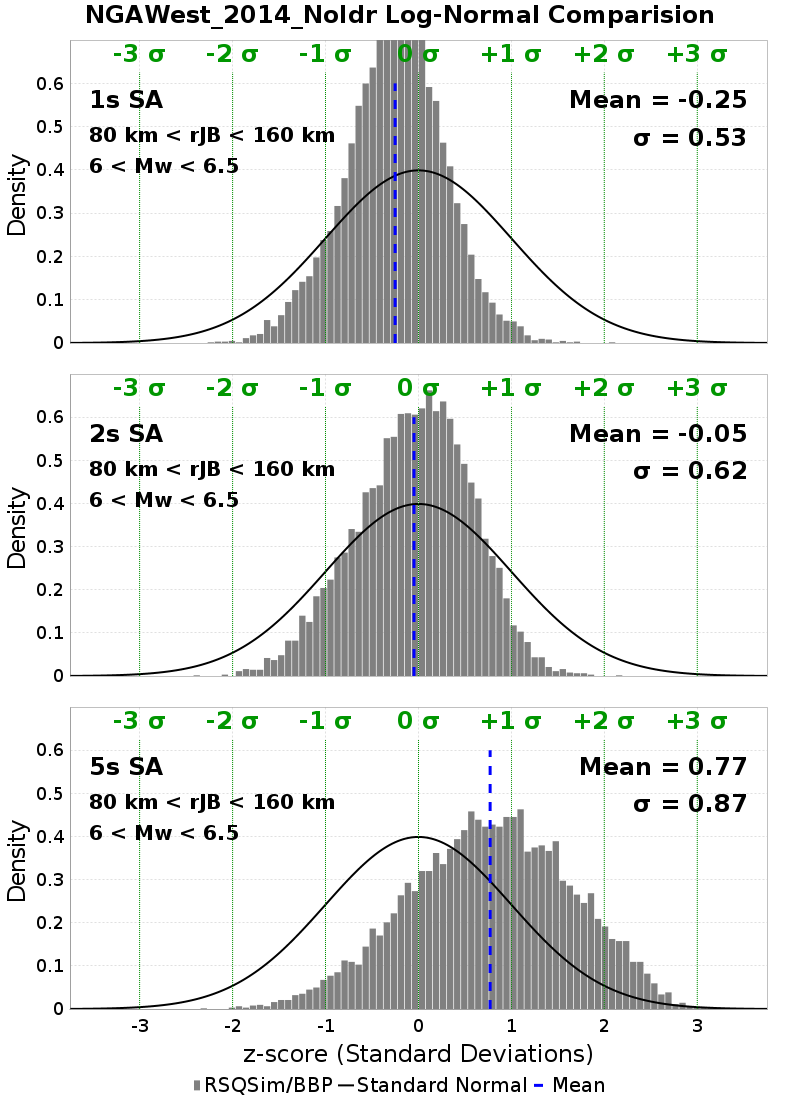 NGAWest_2014_NoIdr Log-Normal Comparision
-3 σ -2 σ -1 σ 0 σ +1 σ +2 σ +3 σ
0.6
1s SA Mean = -0.25
0.5
80 km < rJB < 160 km σ = 0.53
6 < Mw < 6.5
0.4
0.3
0.2
0.1
0
Density
-3 σ -2 σ -1 σ 0 σ +1 σ +2 σ +3 σ
0.6
2s SA Mean = -0.05
0.5
80 km < rJB < 160 km σ = 0.62
6 < Mw < 6.5
0.4
0.3
0.2
0.1
0
Density
-3 σ -2 σ -1 σ 0 σ +1 σ +2 σ +3 σ
0.6
5s SA Mean = 0.77
0.5
80 km < rJB < 160 km σ = 0.87
6 < Mw < 6.5
0.4
0.3
0.2
0.1
0
Density
-3 -2 -1 0 1 2 3
z-score (Standard Deviations)
RSQSim/BBP Standard Normal Mean